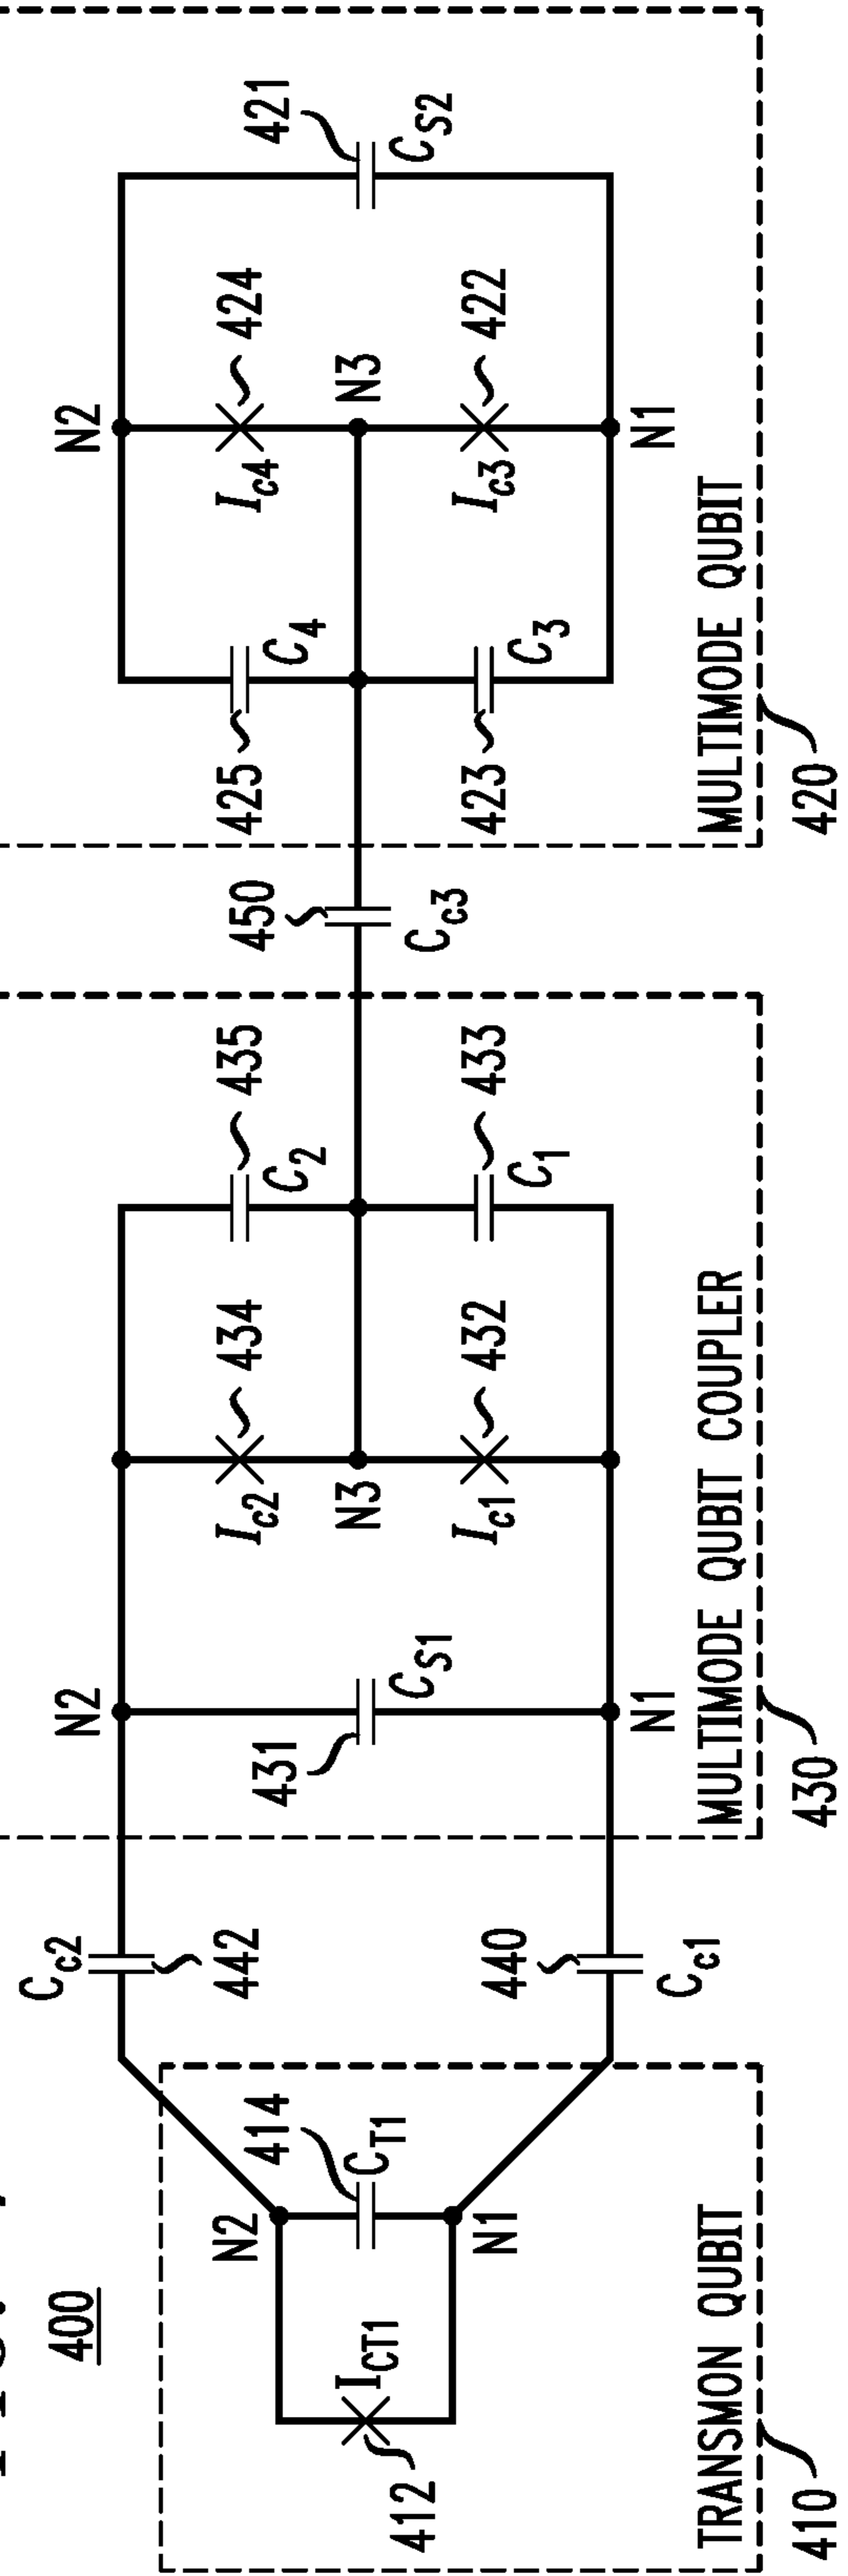 400
TRANSMON QUBIT
410
412
I_CT1
414
C_T1
N2
N1
C_c2
442
440
C_c1
MULTIMODE QUBIT COUPLER
430
N2
N1
431
C_S1
I_c2
434
N3
I_c1
432
435
C_2
433
C_1
450
C_c3
MULTIMODE QUBIT
420
425
C_4
423
C_3
N2
I_c4
424
N3
I_c3
422
N1
421
C_S2